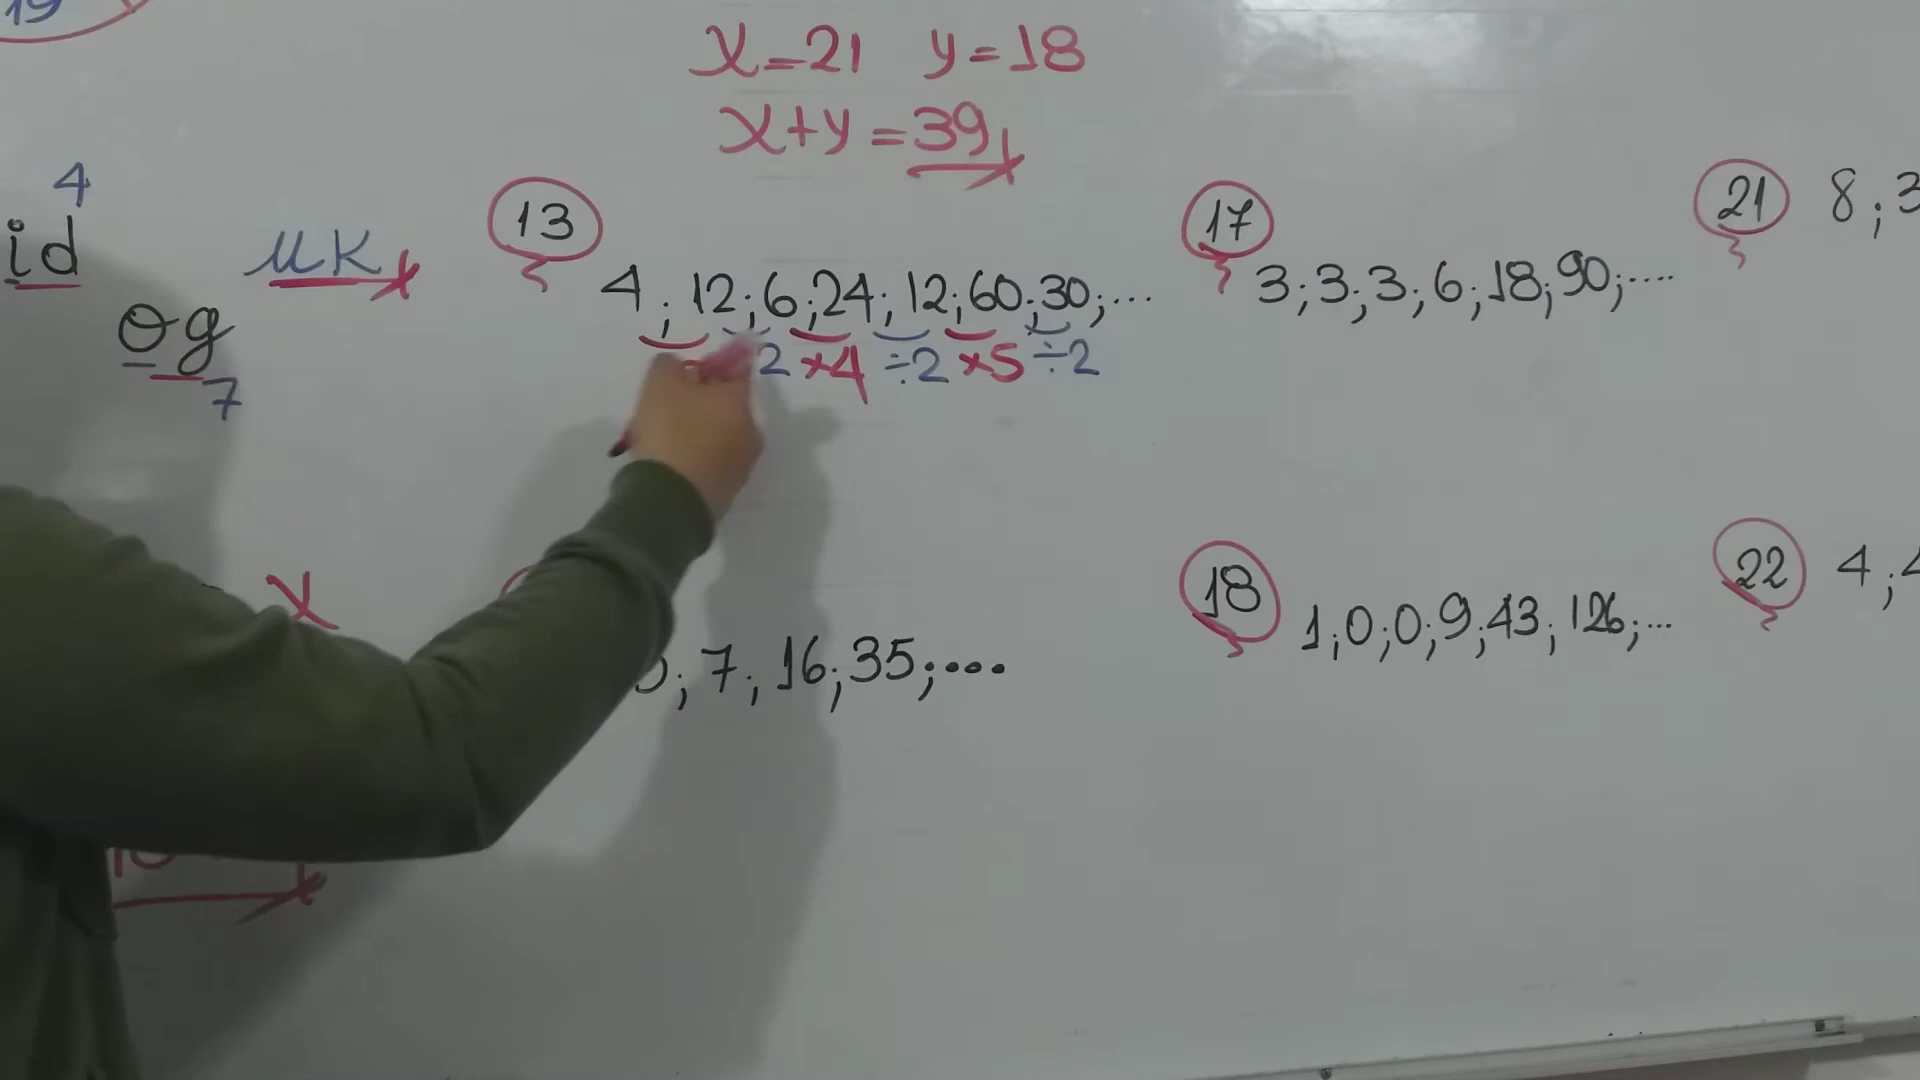 19
x=21 y=18
x+y=39
4
id
uk
og
7
13
4; 12; 6; 24; 12; 60; 30; ...
2 ×4 ÷2 ×5 ÷2
17
3; 3; 3; 6; 18; 90; ....
21
8; 3
x
7; 16; 35; ....
18
1; 0; 0; 9; 43; 126; ...
22
4; 4